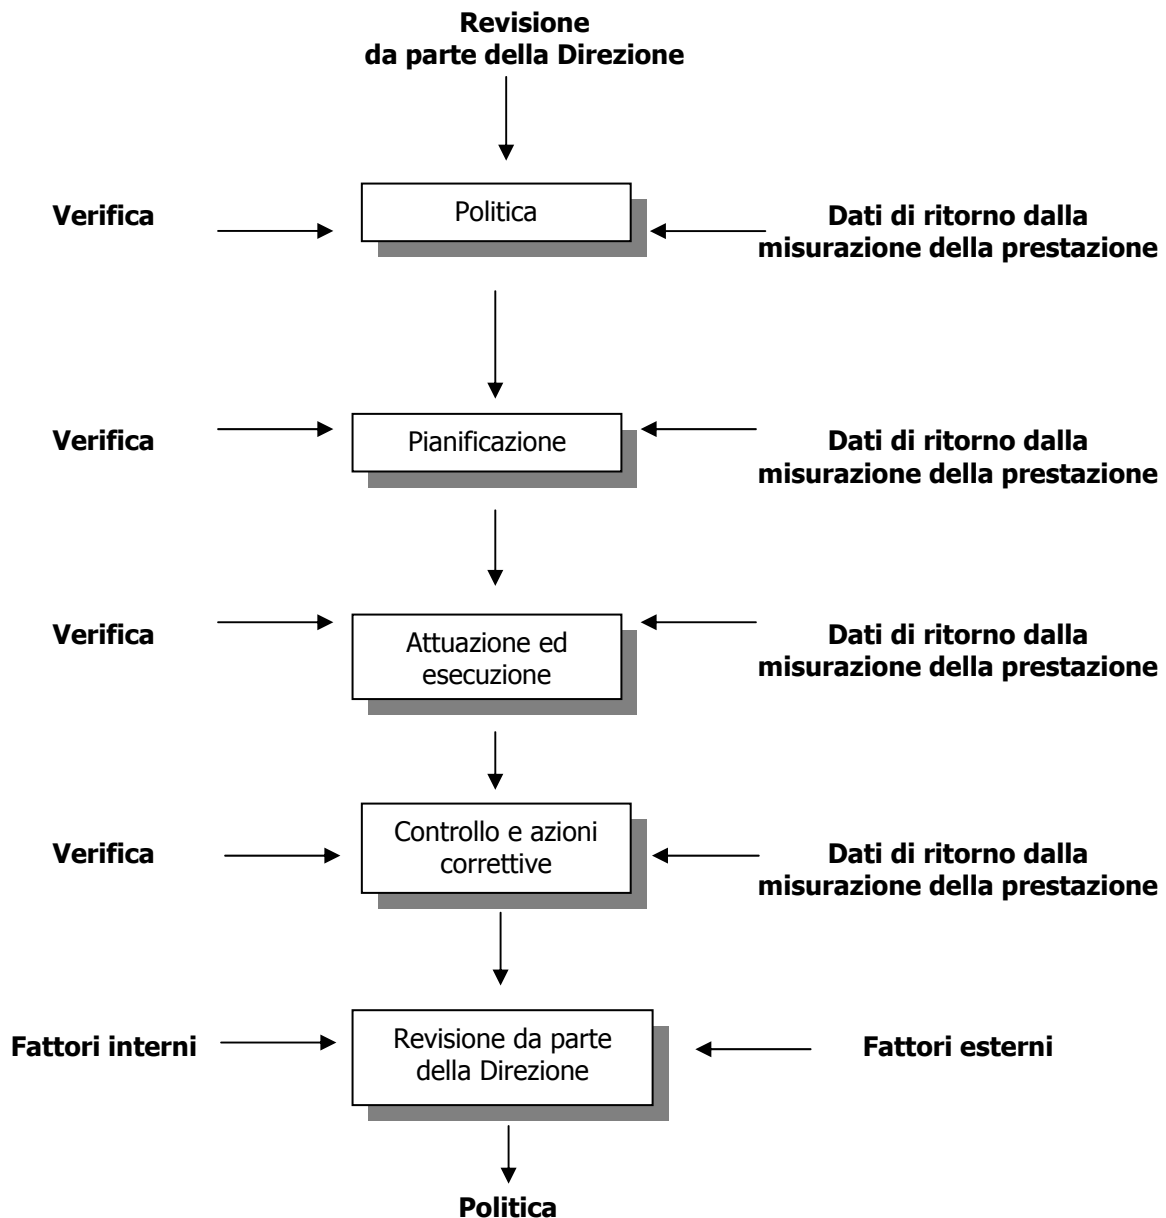 Revisione
da parte della Direzione
Verifica
Politica
Dati di ritorno dalla
misurazione della prestazione
Verifica
Pianificazione
Dati di ritorno dalla
misurazione della prestazione
Verifica
Attuazione ed
esecuzione
Dati di ritorno dalla
misurazione della prestazione
Verifica
Controllo e azioni
correttive
Dati di ritorno dalla
misurazione della prestazione
Fattori interni
Revisione da parte
della Direzione
Fattori esterni
Politica